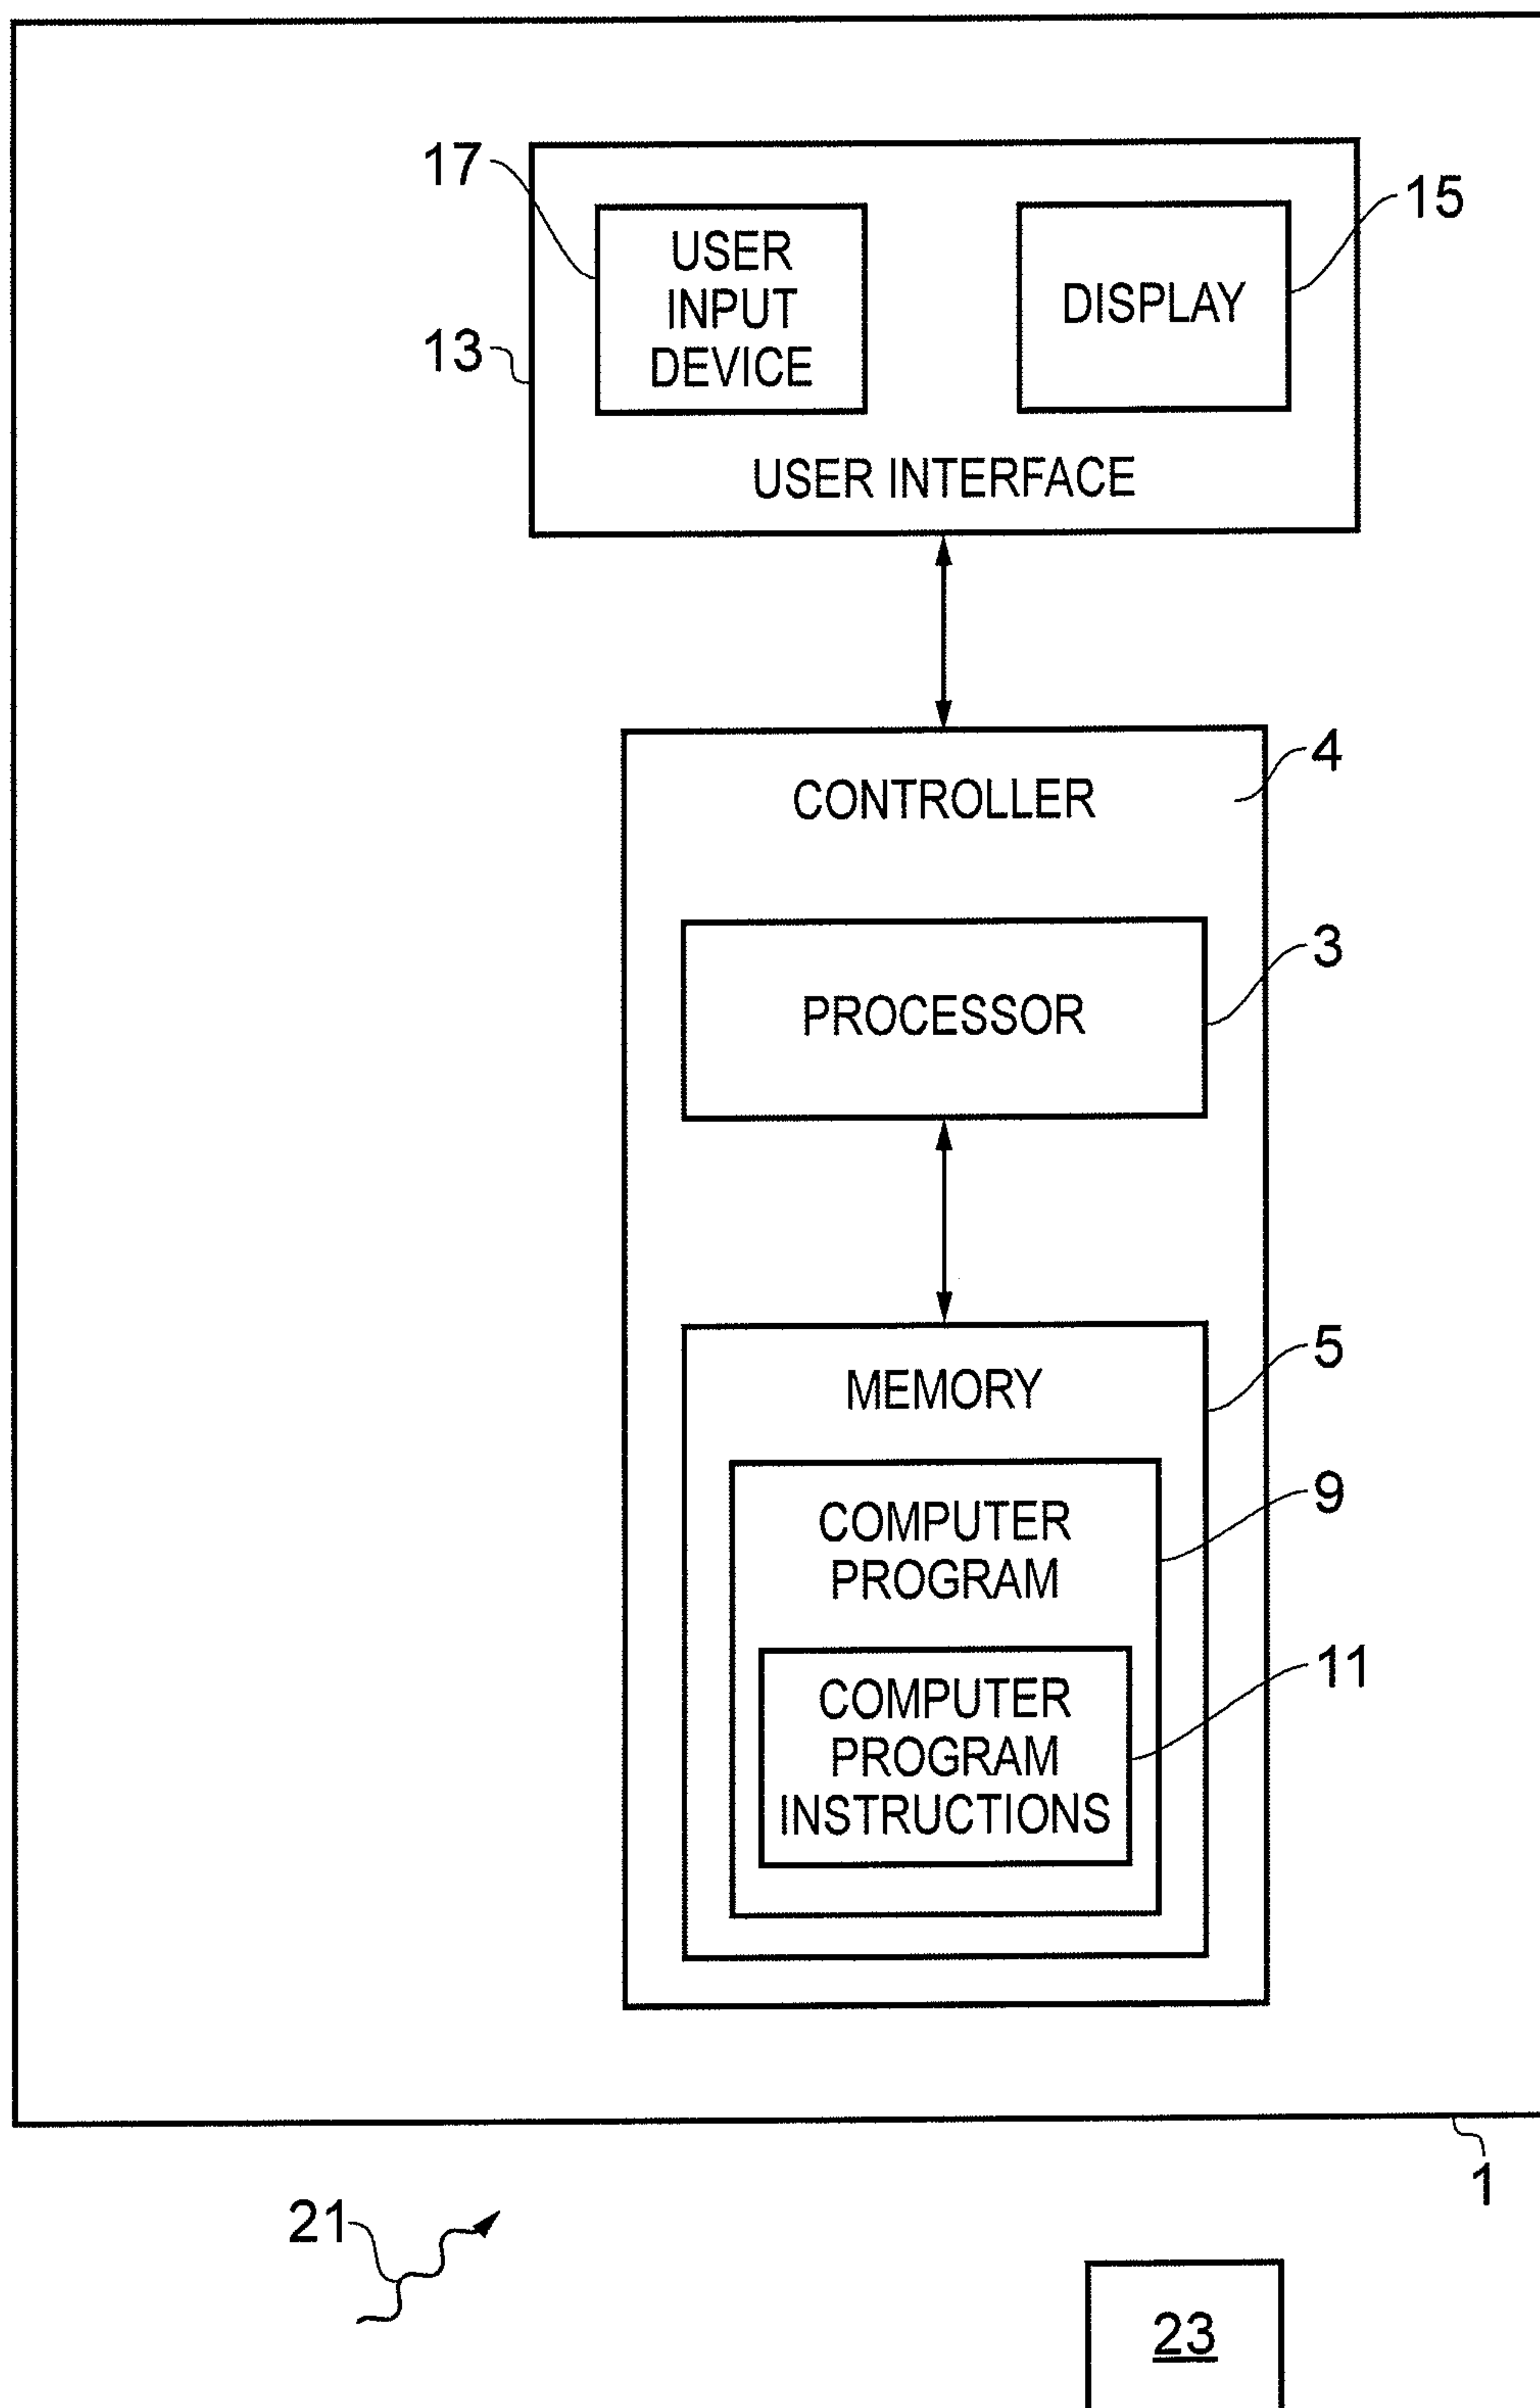 17
USER
INPUT
DEVICE
15
DISPLAY
13
USER INTERFACE
4
CONTROLLER
3
PROCESSOR
5
MEMORY
9
COMPUTER
PROGRAM
11
COMPUTER
PROGRAM
INSTRUCTIONS
1
21
23